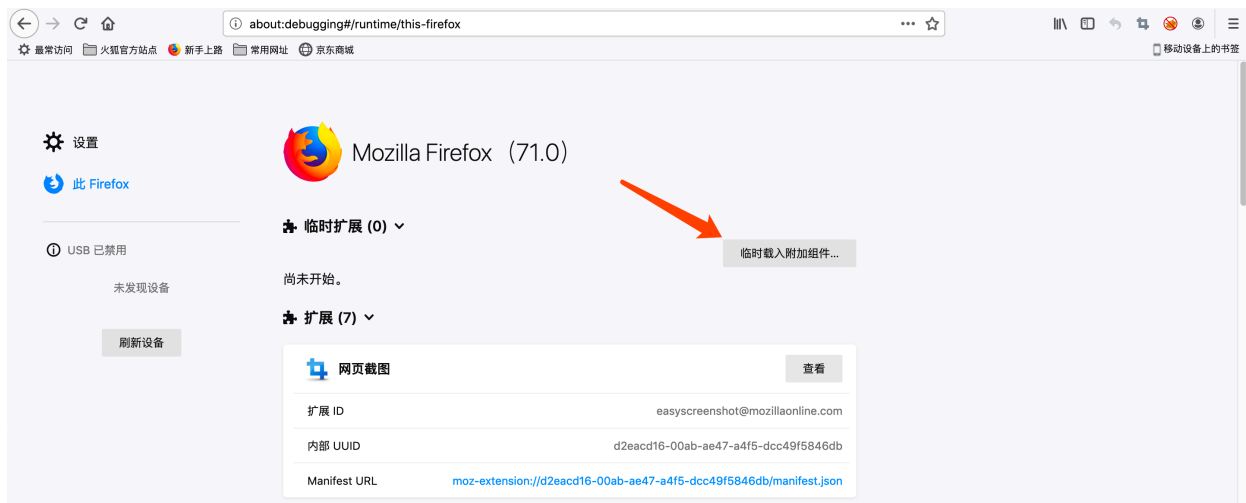 about:debugging#/runtime/this-firefox
最常访问 火狐官方站点 新手上路 常用网址 京东商城 移动设备上的书签
设置
此 Firefox
USB 已禁用
未发现设备
刷新设备
Mozilla Firefox（71.0）
临时扩展 (0)
临时载入附加组件...
尚未开始。
扩展 (7)
网页截图 查看
扩展 ID easyscreenshot@mozillaonline.com
内部 UUID d2eacd16-00ab-ae47-a4f5-dcc49f5846db
Manifest URL moz-extension://d2eacd16-00ab-ae47-a4f5-dcc49f5846db/manifest.json